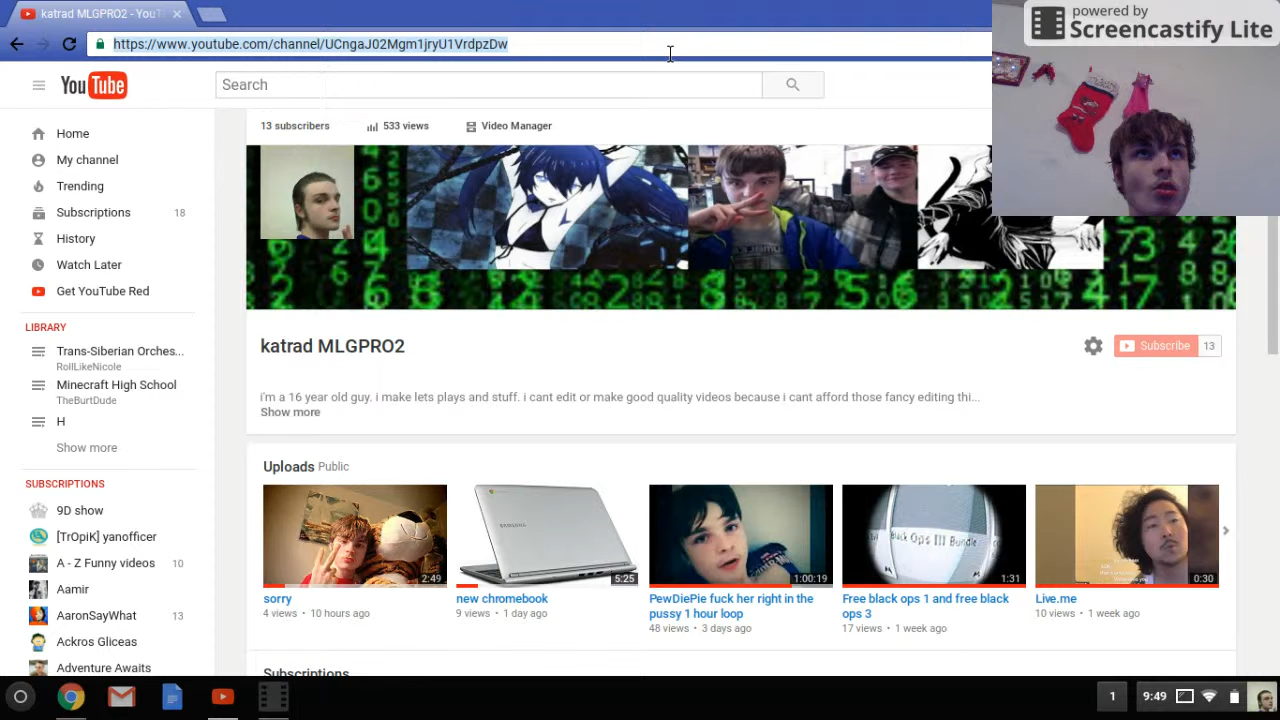 katrad MLGPRO2 - YouT
powered by
Screencastify Lite
https://www.youtube.com/channel/UCngaJ02Mgm1jryU1VrdpzDw
YouTube
Search
13 subscribers 533 views Video Manager
Home
My channel
Trending
Subscriptions 18
History
Watch Later
Get YouTube Red
LIBRARY
Trans-Siberian Orches...
RollLikeNicole
Minecraft High School
TheBurtDude
H
Show more
SUBSCRIPTIONS
9D show
[TrOpiK] yanofficer
A - Z Funny videos 10
Aamir
AaronSayWhat 13
Ackros Gliceas
Adventure Awaits
katrad MLGPRO2
Subscribe 13
i'm a 16 year old guy. i make lets plays and stuff. i cant edit or make good quality videos because i cant afford those fancy editing thi...
Show more
Uploads Public
SAMSUNG
Black Ops III Bundle
2:49 5:25 1:00:19 1:31 0:30
sorry
4 views • 10 hours ago
new chromebook
9 views • 1 day ago
PewDiePie fuck her right in the
pussy 1 hour loop
48 views • 3 days ago
Free black ops 1 and free black
ops 3
17 views • 1 week ago
Live.me
10 views • 1 week ago
Subscriptions
1 9:49